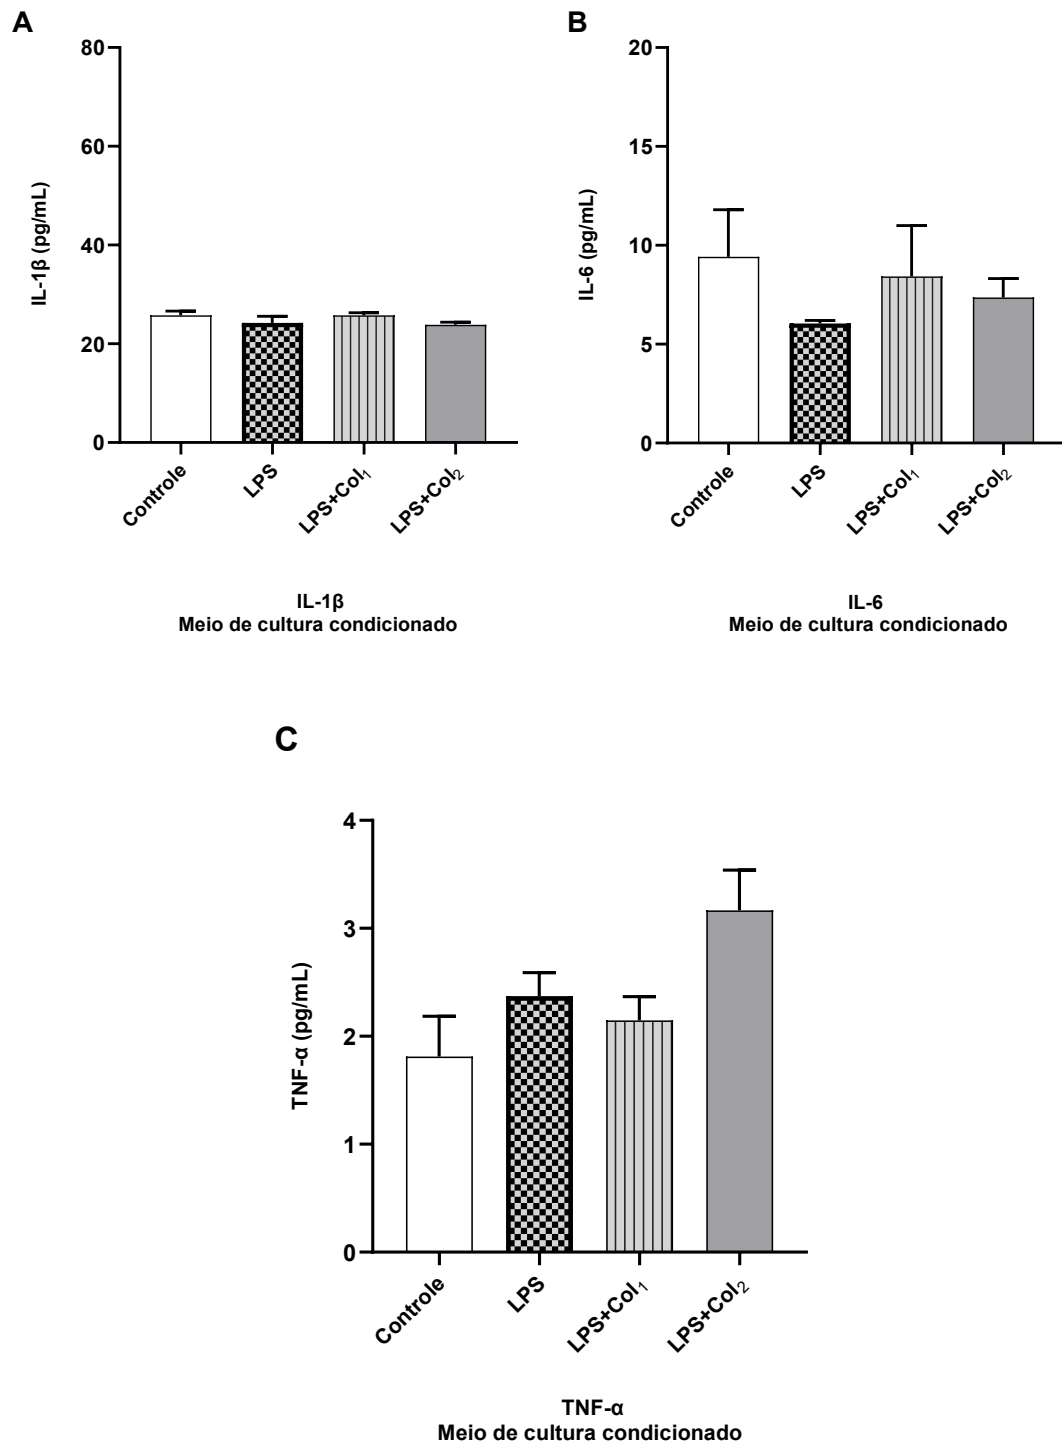 A
80
60
40
20
0
IL-1β (pg/mL)
Controle
LPS
LPS+Col₁
LPS+Col₂
IL-1β
Meio de cultura condicionado
B
20
15
10
5
0
IL-6 (pg/mL)
Controle
LPS
LPS+Col₁
LPS+Col₂
IL-6
Meio de cultura condicionado
C
4
3
2
1
0
TNF-α (pg/mL)
Controle
LPS
LPS+Col₁
LPS+Col₂
TNF-α
Meio de cultura condicionado